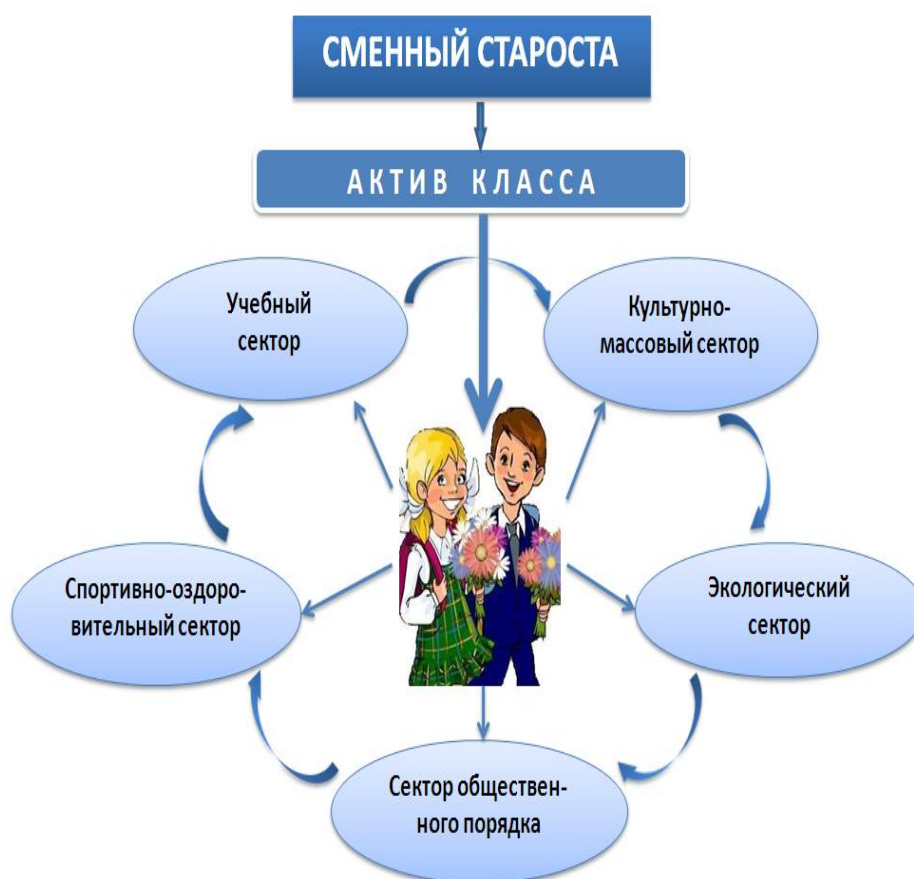 СМЕННЫЙ СТАРОСТА
АКТИВ КЛАССА
Учебный
сектор
Культурно-
массовый сектор
Спортивно-оздоро-
вительный сектор
Экологический
сектор
Сектор обществен-
ного порядка